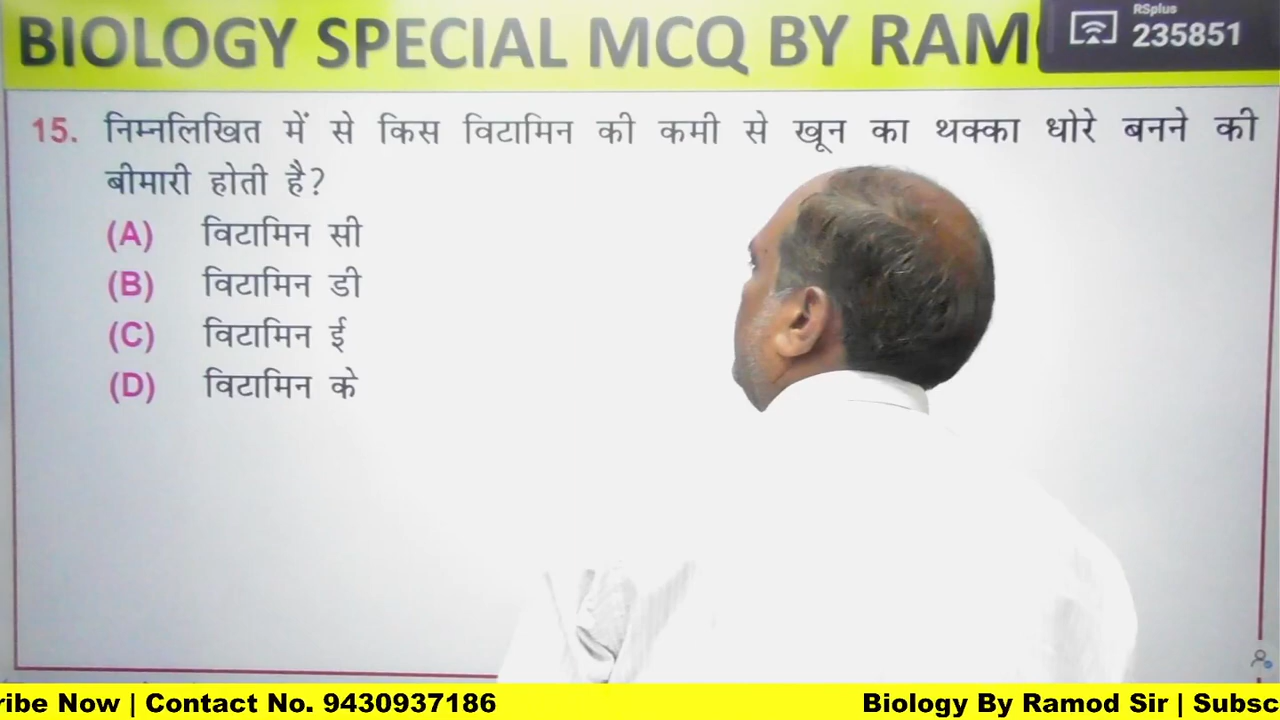 BIOLOGY SPECIAL MCQ BY RAM
RSplus
235851
15. निम्नलिखित में से किस विटामिन की कमी से खून का थक्का धोरे बनने की
बीमारी होती है?
(A) विटामिन सी
(B) विटामिन डी
(C) विटामिन ई
(D) विटामिन के
ribe Now | Contact No. 9430937186
Biology By Ramod Sir | Subsc